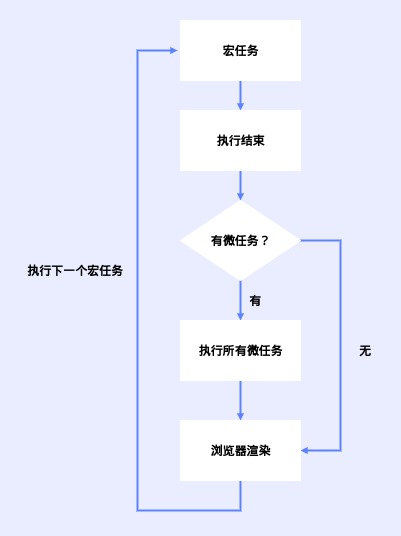 宏任务
执行结束
有微任务？
执行下一个宏任务
有
执行所有微任务
无
浏览器渲染